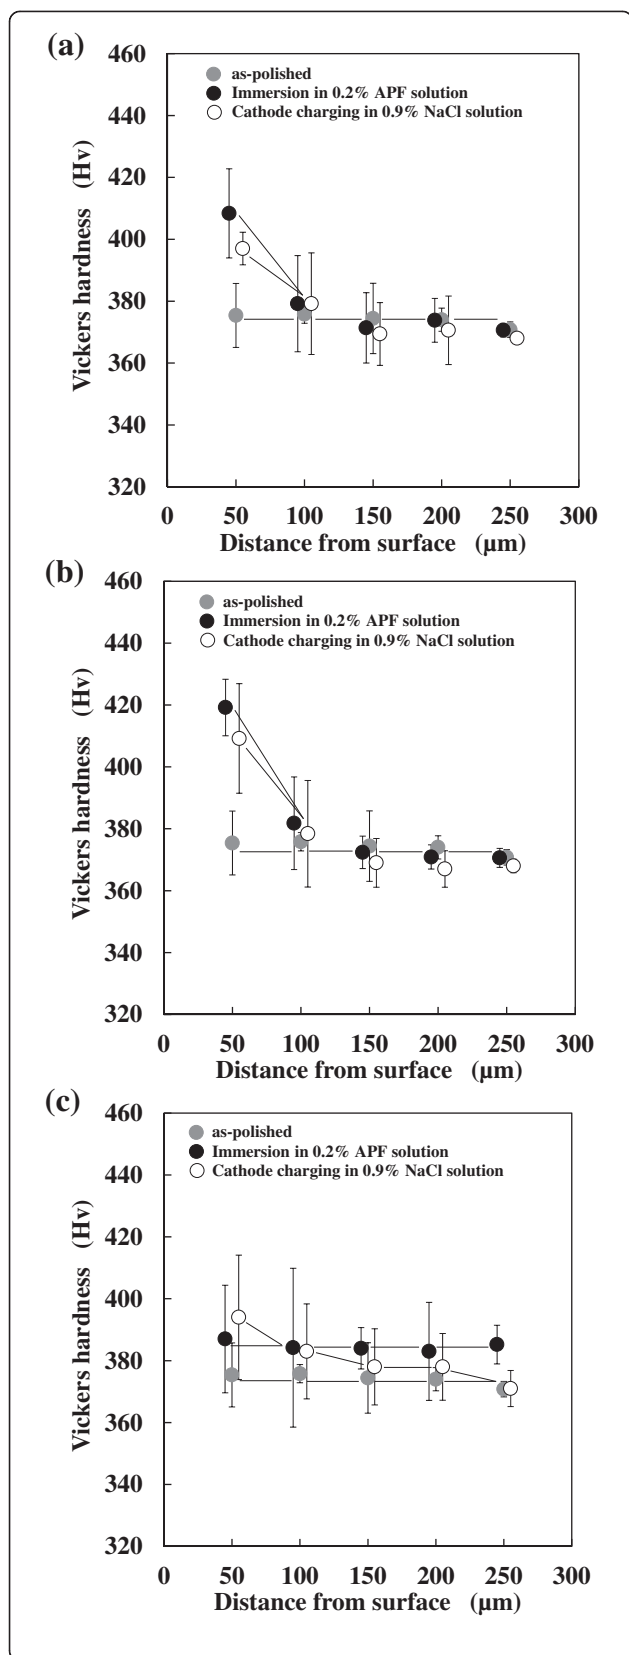 (a)
460
440
420
400
380
360
340
320
0
50
100
150
200
250
300
Vickers hardness (Hv)
Distance from surface (μm)
as-polished
Immersion in 0.2% APF solution
Cathode charging in 0.9% NaCl solution
(b)
460
440
420
400
380
360
340
320
0
50
100
150
200
250
300
Vickers hardness (Hv)
Distance from surface (μm)
as-polished
Immersion in 0.2% APF solution
Cathode charging in 0.9% NaCl solution
(c)
460
440
420
400
380
360
340
320
0
50
100
150
200
250
300
Vickers hardness (Hv)
Distance from surface (μm)
as-polished
Immersion in 0.2% APF solution
Cathode charging in 0.9% NaCl solution